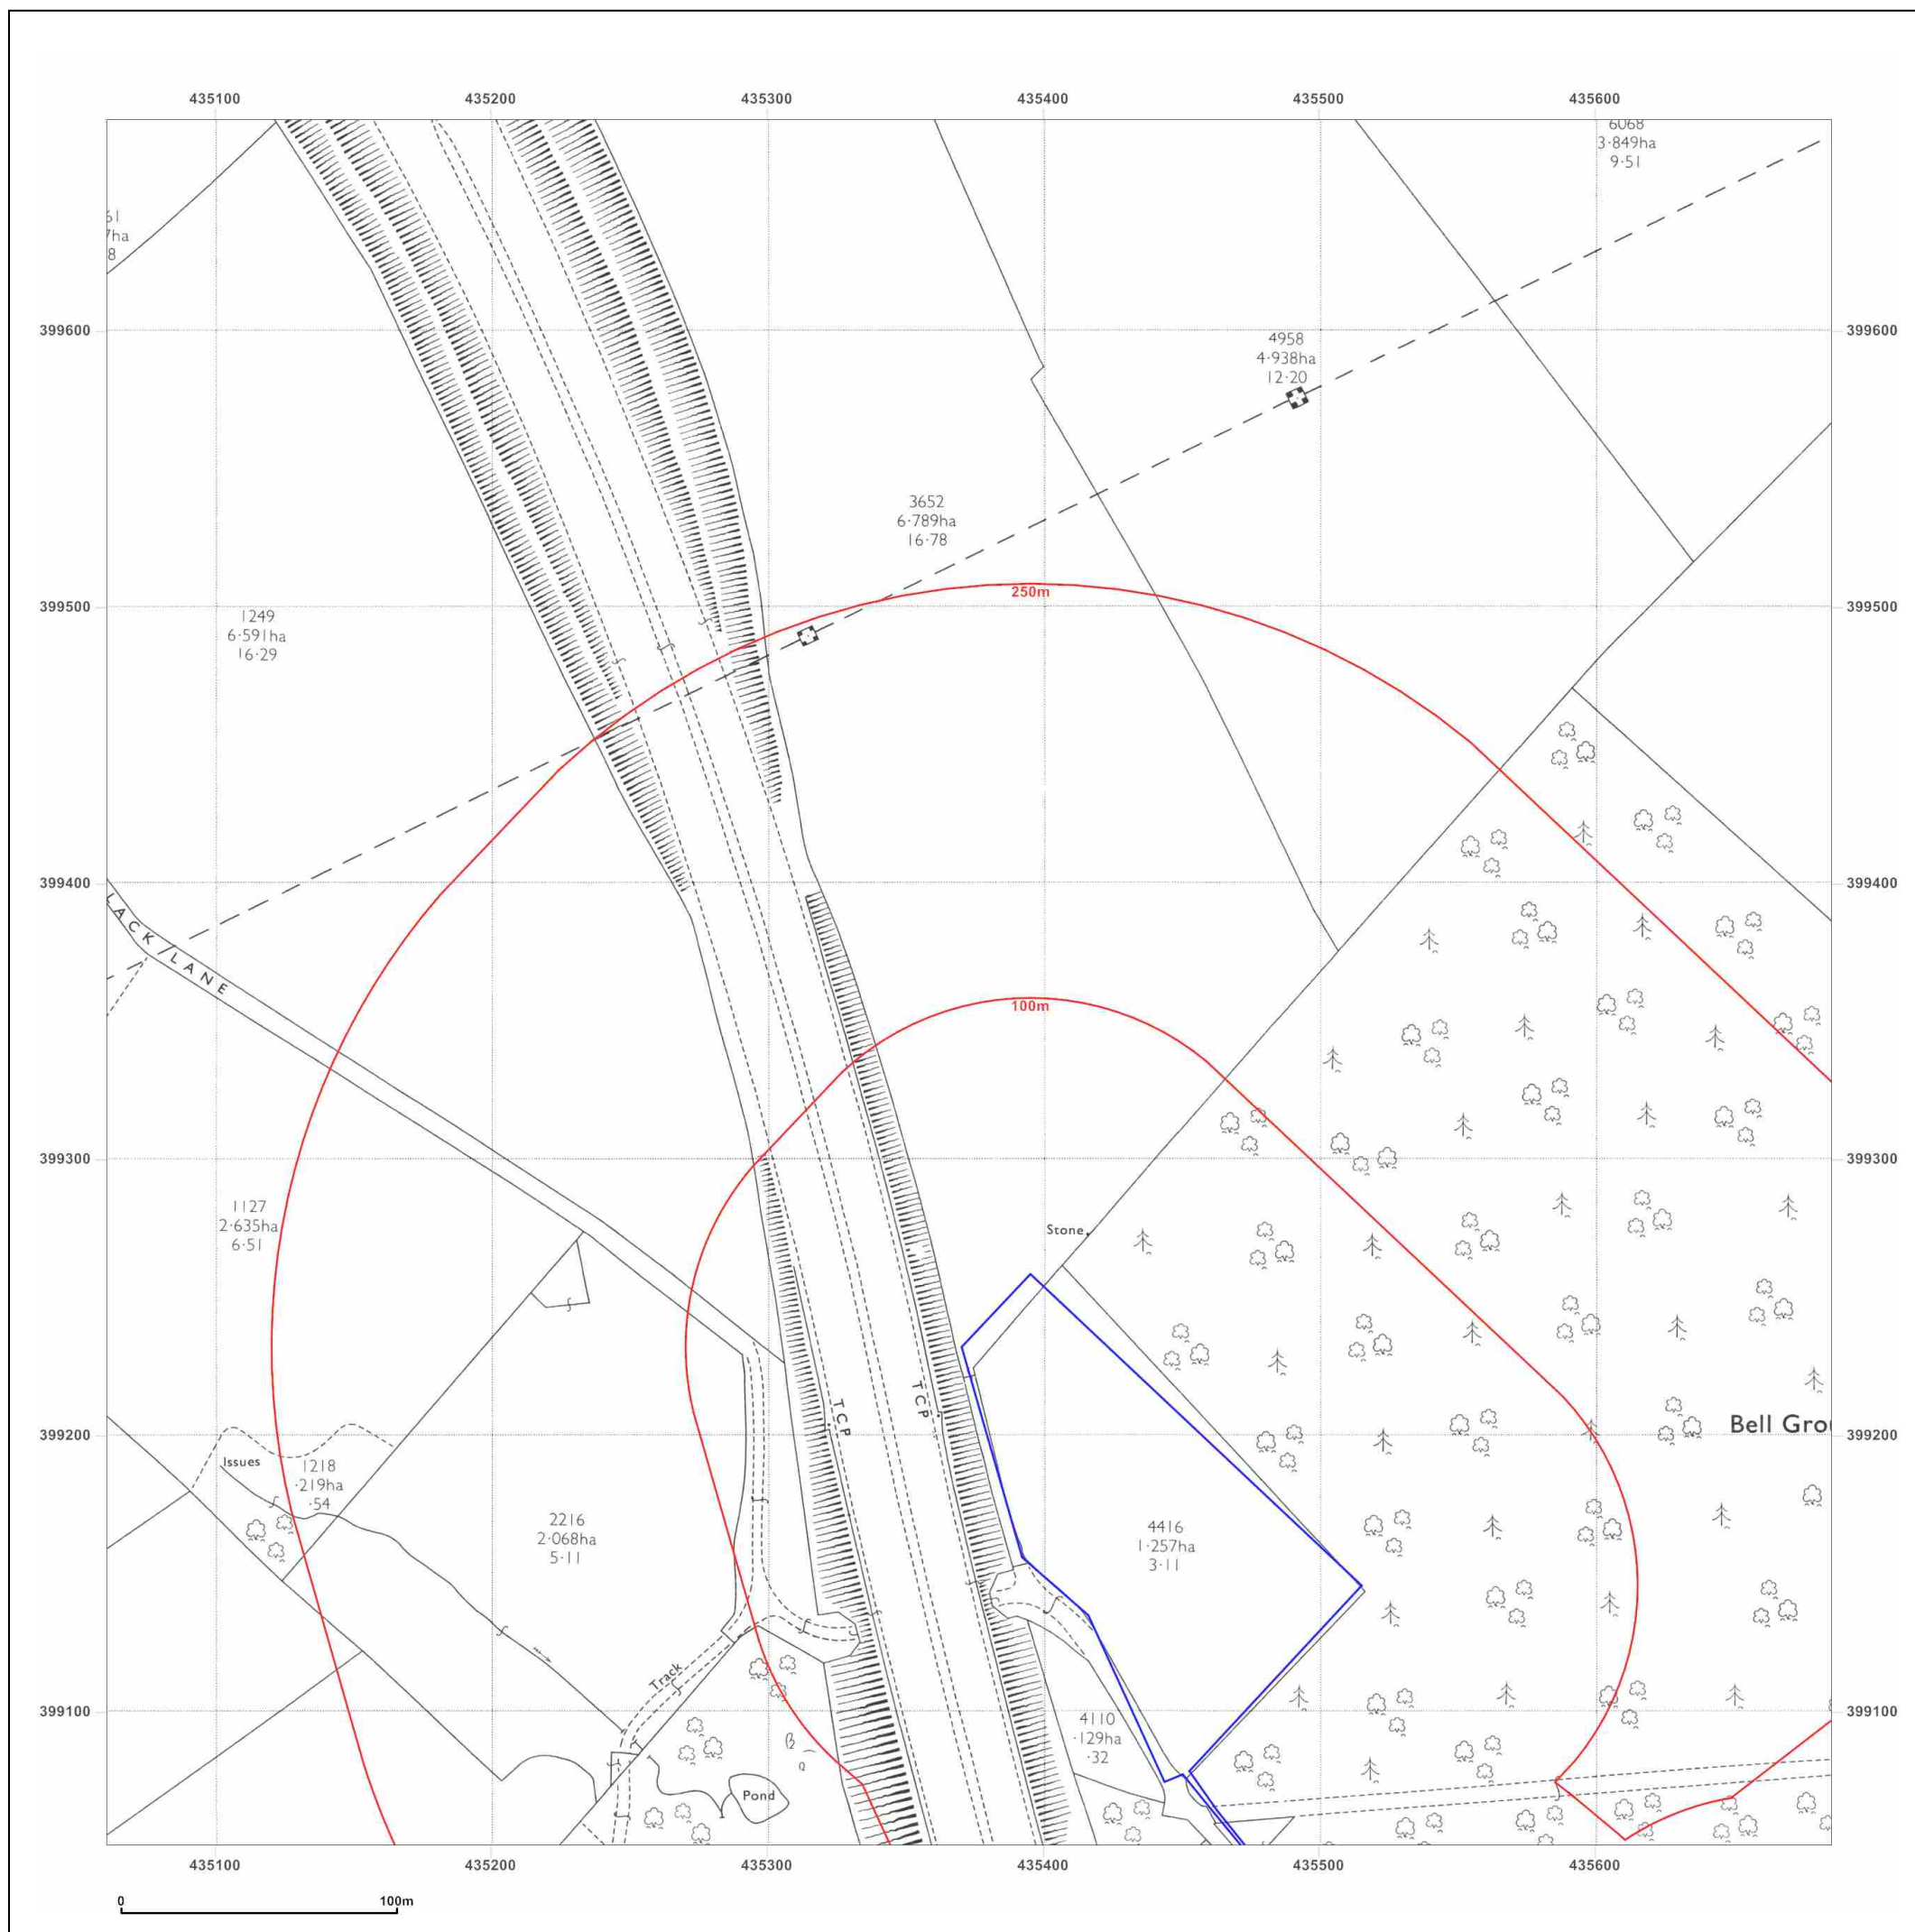 435100 435200 435300 435400 435500 435600
6068
3·849ha
9·51
61
7ha
8
399600 399600
4958
4·938ha
12·20
3652
6·789ha
16·78
250m
399500 399500
1249
6·591ha
16·29
399400 399400
LACK LANE
100m
399300 399300
1127
2·635ha
6·51
Stone
TCP TCP
399200 399200
Bell Grou
Issues
1218
·219ha
·54
2216
2·068ha
5·11
4416
1·257ha
3·11
Track
399100 399100
4110
·129ha
·32
Pond
435100 435200 435300 435400 435500 435600
0 100m